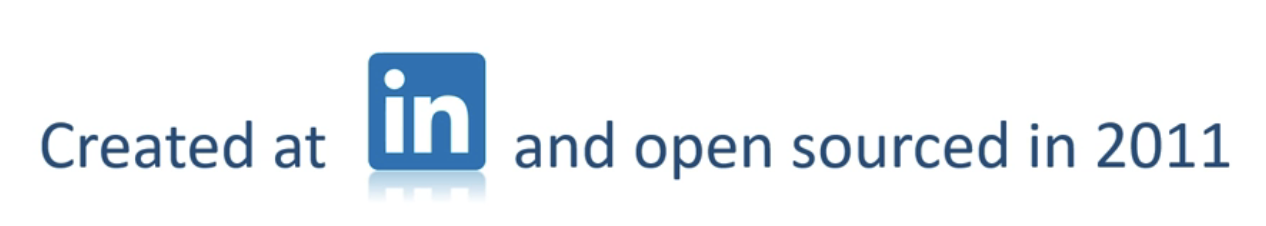 Created at in and open sourced in 2011